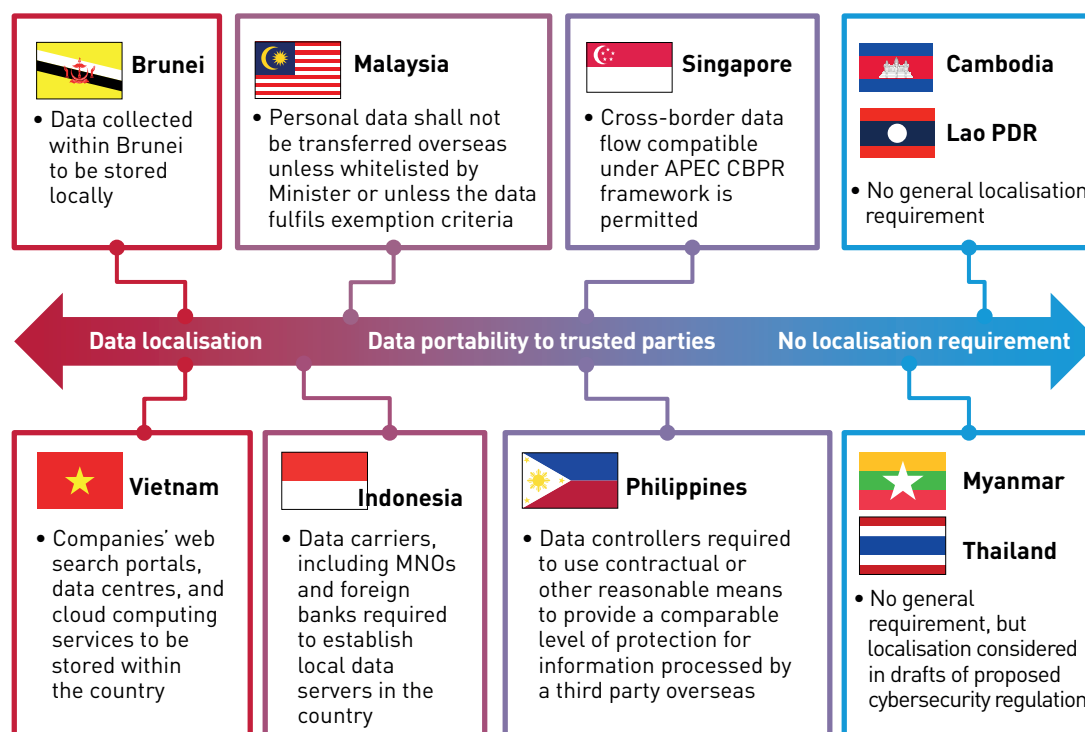 Brunei
• Data collected
within Brunei
to be stored
locally
Malaysia
• Personal data shall not
be transferred overseas
unless whitelisted by
Minister or unless the data
fulfils exemption criteria
Singapore
• Cross-border data
flow compatible
under APEC CBPR
framework is
permitted
Cambodia
Lao PDR
• No general localisation
requirement
Data localisation
Data portability to trusted parties
No localisation requirement
Vietnam
• Companies’ web
search portals,
data centres, and
cloud computing
services to be
stored within
the country
Indonesia
• Data carriers,
including MNOs
and foreign
banks required
to establish
local data
servers in the
country
Philippines
• Data controllers required
to use contractual or
other reasonable means
to provide a comparable
level of protection for
information processed by
a third party overseas
Myanmar
Thailand
• No general
requirement, but
localisation considered
in drafts of proposed
cybersecurity regulation